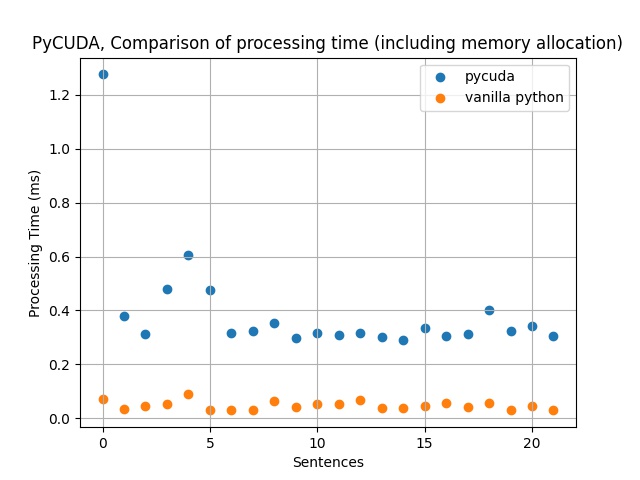 PyCUDA, Comparison of processing time (including memory allocation)
pycuda
vanilla python
1.2
1.0
0.8
0.6
0.4
0.2
0.0
Processing Time (ms)
0 5 10 15 20
Sentences